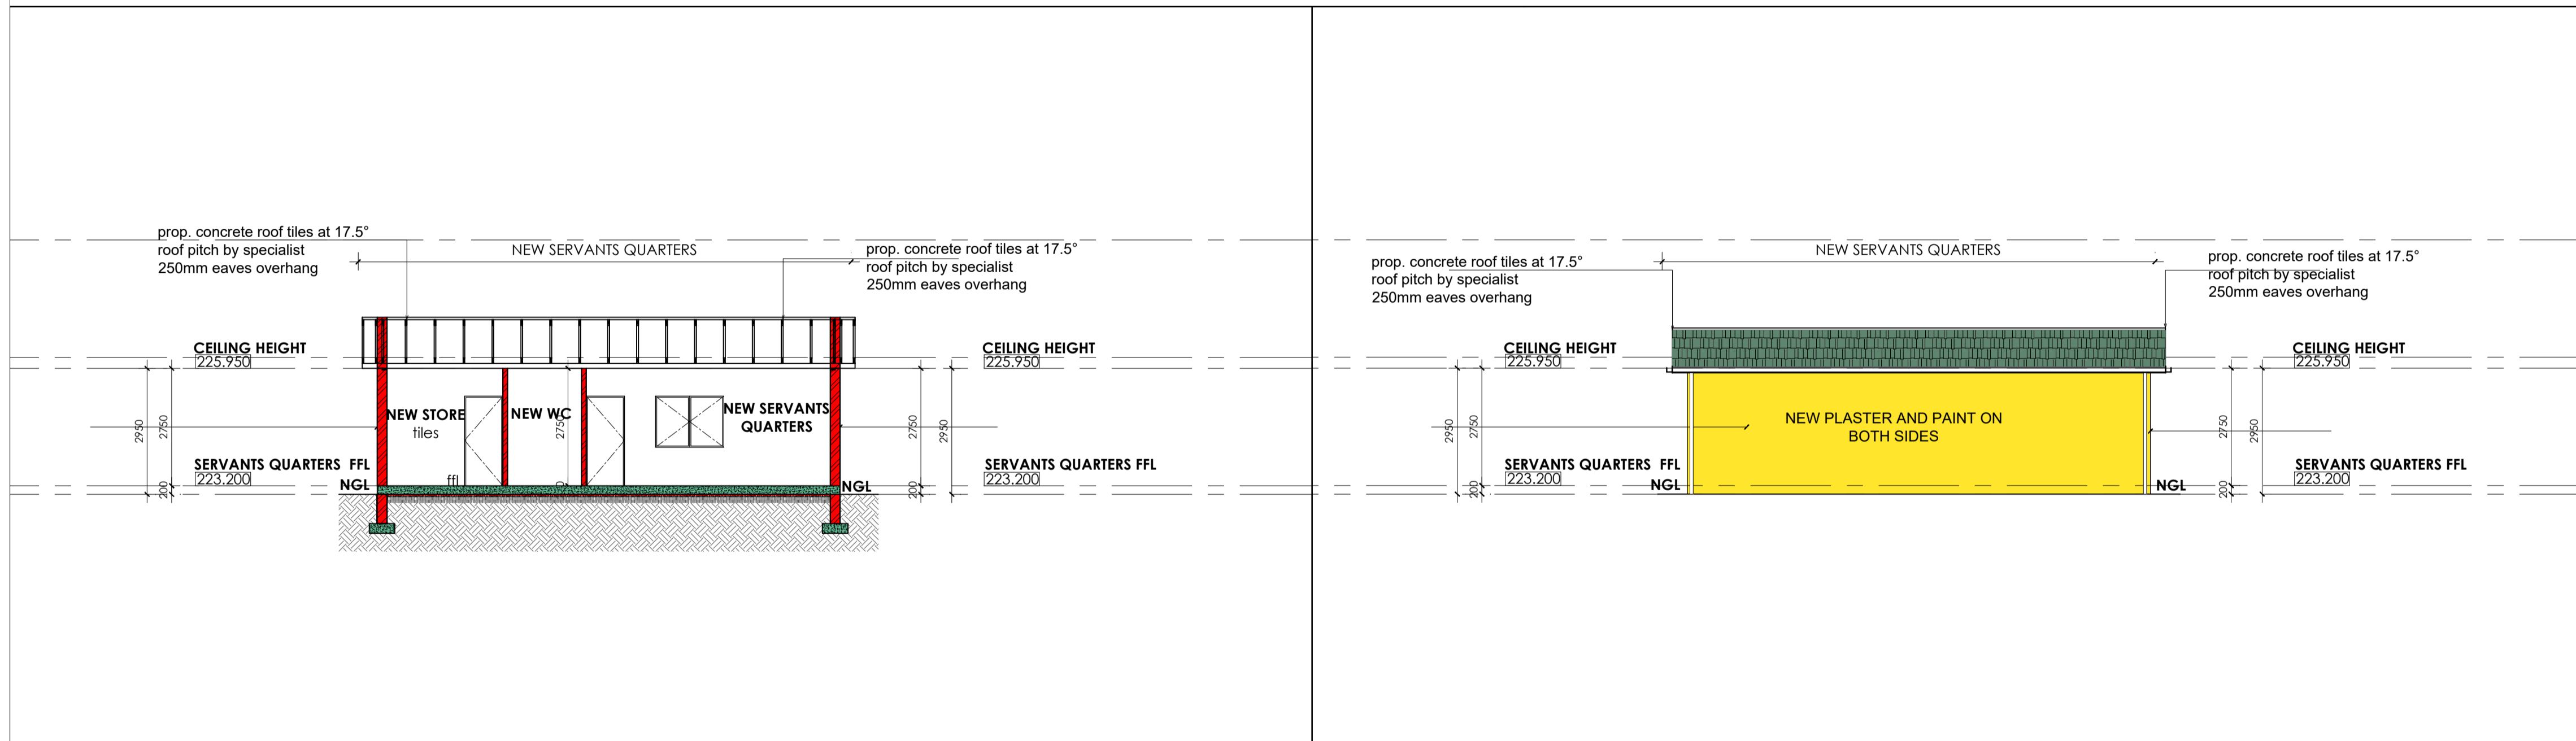 prop. concrete roof tiles at 17.5°
roof pitch by specialist
250mm eaves overhang
NEW SERVANTS QUARTERS
prop. concrete roof tiles at 17.5°
roof pitch by specialist
250mm eaves overhang
CEILING HEIGHT
225.950
CEILING HEIGHT
225.950
2950
2750
NEW STORE
tiles
NEW WC
2750
NEW SERVANTS
QUARTERS
2750
2950
SERVANTS QUARTERS FFL
223.200
SERVANTS QUARTERS FFL
223.200
200
NGL
ffl
NGL
200
NEW SERVANTS QUARTERS
prop. concrete roof tiles at 17.5°
roof pitch by specialist
250mm eaves overhang
prop. concrete roof tiles at 17.5°
roof pitch by specialist
250mm eaves overhang
CEILING HEIGHT
225.950
CEILING HEIGHT
225.950
2950
2750
NEW PLASTER AND PAINT ON
BOTH SIDES
2750
2950
SERVANTS QUARTERS FFL
223.200
SERVANTS QUARTERS FFL
223.200
200
NGL
NGL
200